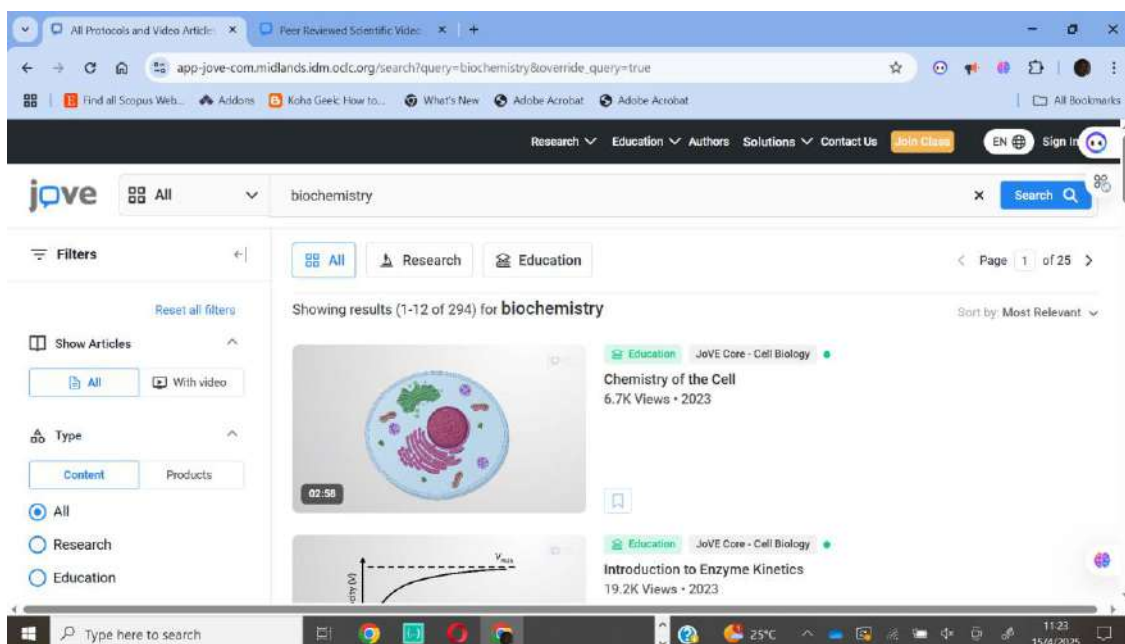 All Protocols and Video Article
Peer Reviewed Scientific Videc
app-jove-com.midlands.idm.oclc.org/search?query=biochemistry&override_query=true
Find all Scopus Web... Addons Koha Geek: How to... What's New Adobe Acrobat Adobe Acrobat All Bookmarks
Research Education Authors Solutions Contact Us Join Class EN Sign In
jove All biochemistry Search
Filters
All Research Education Page 1 of 25
Reset all filters
Showing results (1-12 of 294) for biochemistry Sort by: Most Relevant
Show Articles
All With video
Education JoVE Core - Cell Biology
Chemistry of the Cell
6.7K Views • 2023
02:58
Type
Content Products
All
Research
Education
Education JoVE Core - Cell Biology
Introduction to Enzyme Kinetics
19.2K Views • 2023
Vmax
city (V)
Type here to search
25°C
11:23
15/4/2025